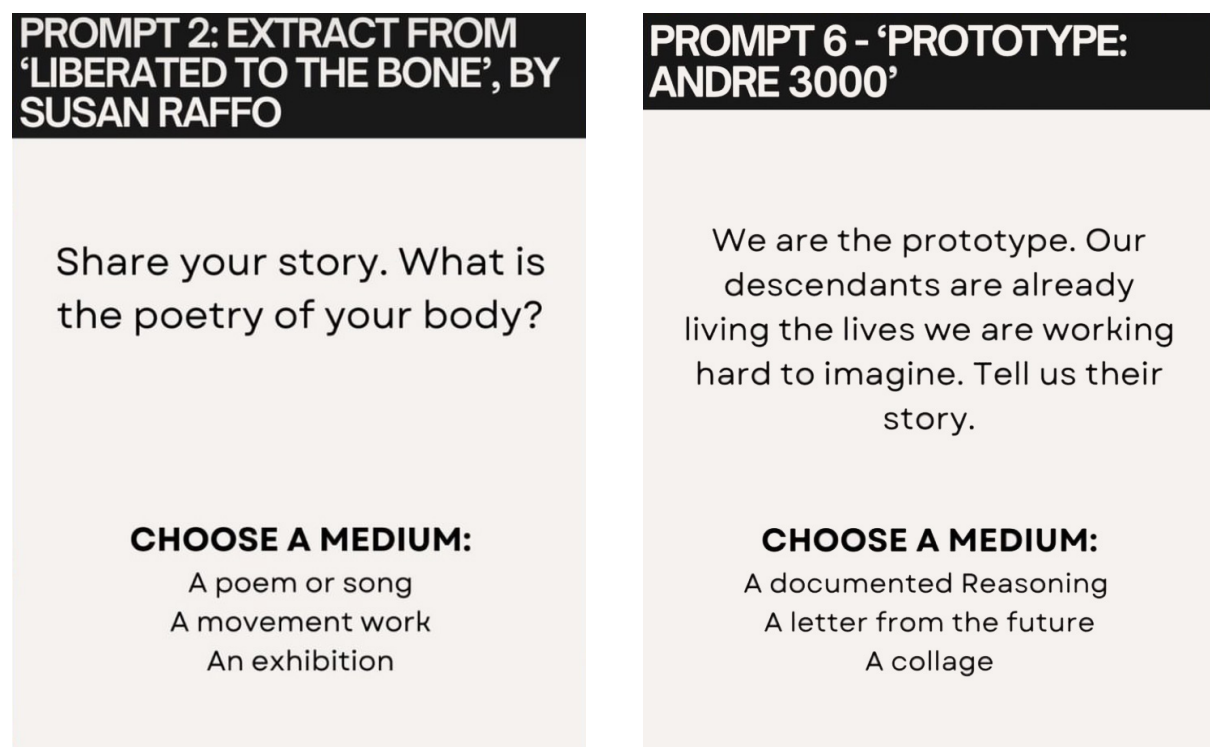 PROMPT 2: EXTRACT FROM
‘LIBERATED TO THE BONE’, BY
SUSAN RAFFO
Share your story. What is
the poetry of your body?
CHOOSE A MEDIUM:
A poem or song
A movement work
An exhibition
PROMPT 6 - ‘PROTOTYPE:
ANDRE 3000’
We are the prototype. Our
descendants are already
living the lives we are working
hard to imagine. Tell us their
story.
CHOOSE A MEDIUM:
A documented Reasoning
A letter from the future
A collage